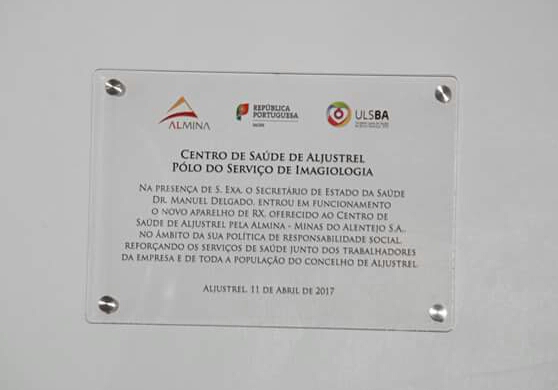 ALMINA
REPÚBLICA
PORTUGUESA
SAÚDE
ULSBA
CENTRO DE SAÚDE DE ALJUSTREL
PÓLO DO SERVIÇO DE IMAGIOLOGIA
NA PRESENÇA DE S. EXA. O SECRETÁRIO DE ESTADO DA SAÚDE
DR. MANUEL DELGADO, ENTROU EM FUNCIONAMENTO
O NOVO APARELHO DE RX, OFERECIDO AO CENTRO DE
SAÚDE DE ALJUSTREL PELA ALMINA - MINAS DO ALENTEJO S.A.,
NO ÂMBITO DA SUA POLÍTICA DE RESPONSABILIDADE SOCIAL
REFORÇANDO OS SERVIÇOS DE SAÚDE JUNTO DOS TRABALHADORES
DA EMPRESA E DE TODA A POPULAÇÃO DO CONCELHO DE ALJUSTREL
ALJUSTREL, 11 DE ABRIL DE 2017